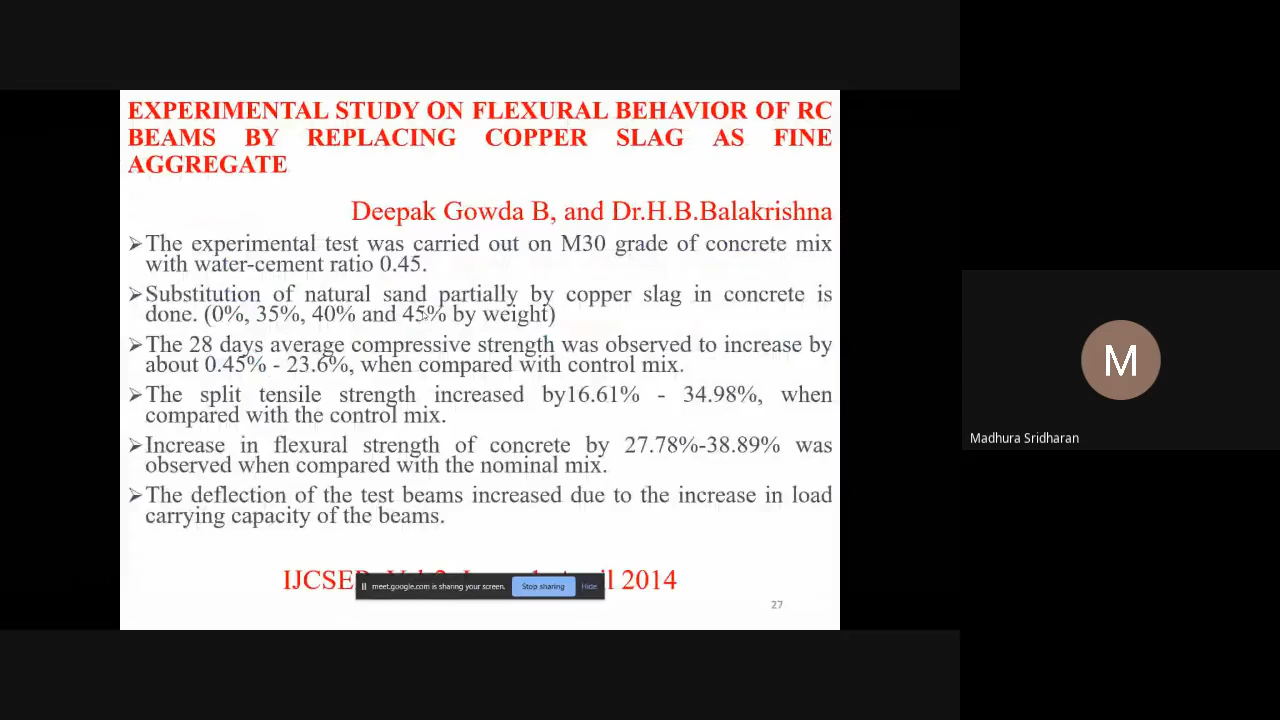 EXPERIMENTAL STUDY ON FLEXURAL BEHAVIOR OF RC
BEAMS BY REPLACING COPPER SLAG AS FINE
AGGREGATE
Deepak Gowda B, and Dr.H.B.Balakrishna
➢The experimental test was carried out on M30 grade of concrete mix
with water-cement ratio 0.45.
➢Substitution of natural sand partially by copper slag in concrete is
done. (0%, 35%, 40% and 45% by weight)
➢The 28 days average compressive strength was observed to increase by
about 0.45% - 23.6%, when compared with control mix.
➢The split tensile strength increased by16.61% - 34.98%, when
compared with the control mix.
➢Increase in flexural strength of concrete by 27.78%-38.89% was
observed when compared with the nominal mix.
➢The deflection of the test beams increased due to the increase in load
carrying capacity of the beams.
2014
meet.google.com is sharing your screen. Stop sharing Hide
27
M
Madhura Sridharan